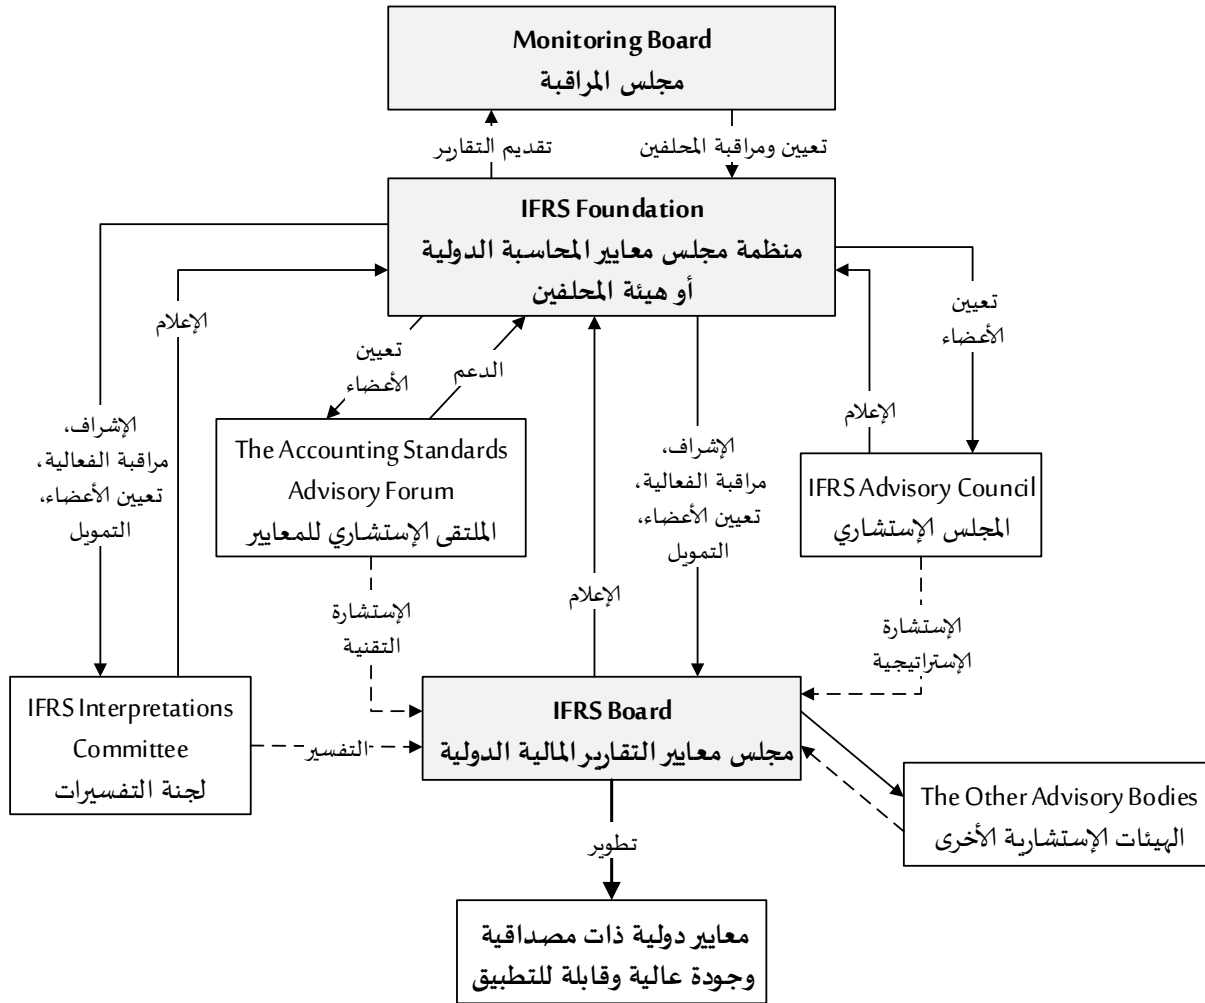 Monitoring Board
مجلس المراقبة
تقديم التقارير
تعيين ومراقبة المحلفين
IFRS Foundation
منظمة مجلس معايير المحاسبة الدولية
أو هيئة المحلفين
الإعلام
تعيين
الأعضاء
الدعم
تعيين
الأعضاء
الإعلام
الإشراف،
مراقبة الفعالية،
تعيين الأعضاء،
التمويل
The Accounting Standards
Advisory Forum
الملتقى الإستشاري للمعايير
الإشراف،
مراقبة الفعالية،
تعيين الأعضاء،
التمويل
IFRS Advisory Council
المجلس الإستشاري
الإستشارة
التقنية
الإعلام
الإستشارة
الإستراتيجية
IFRS Interpretations
Committee
لجنة التفسيرات
التفسير
IFRS Board
مجلس معايير التقارير المالية الدولية
The Other Advisory Bodies
الهيئات الإستشارية الأخرى
تطوير
معايير دولية ذات مصداقية
وجودة عالية وقابلة للتطبيق